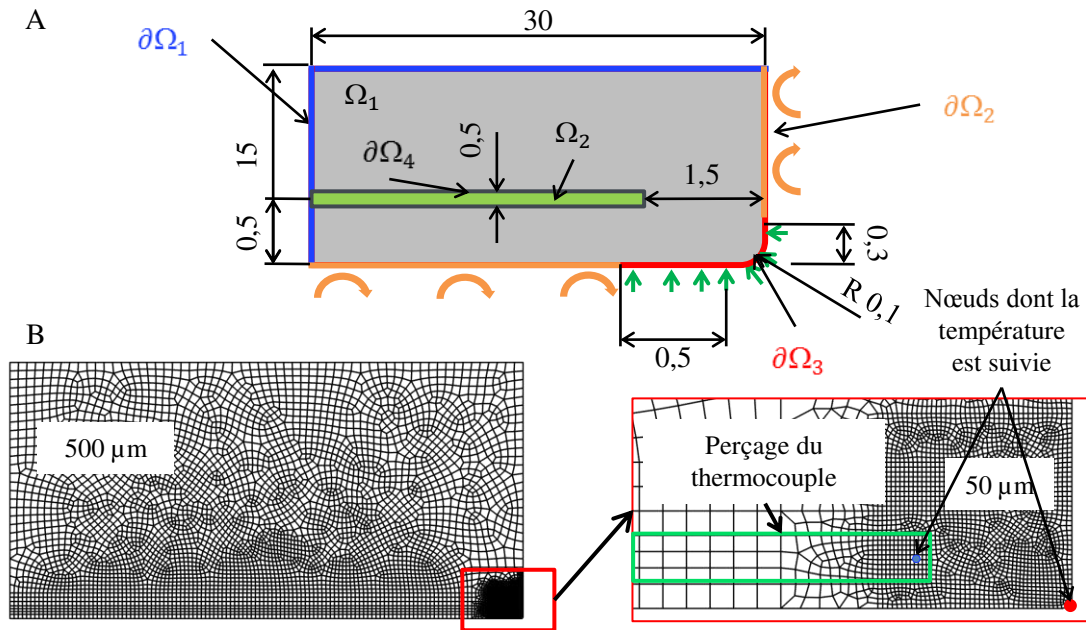 A
30
∂Ω₁
Ω₁
∂Ω₂
0,5
Ω₂
∂Ω₄
15
1,5
0,5
0,3
R 0,1
0,5
∂Ω₃
Nœuds dont la
température
est suivie
B
500 µm
Perçage du
thermocouple
50 µm